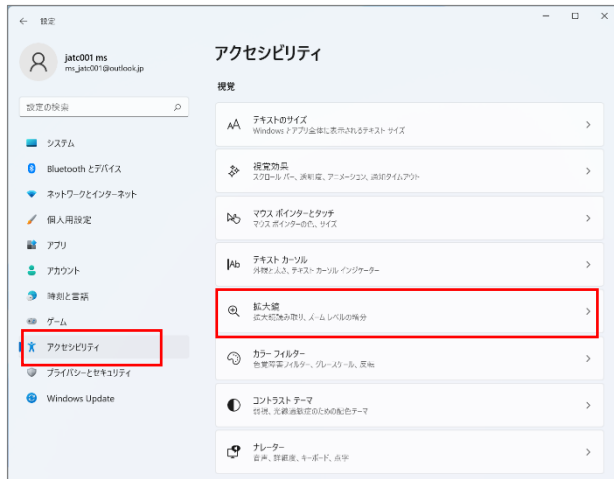 設定
jatc001 ms
ms_jatc001@outlook.jp
設定の検索
システム
Bluetooth とデバイス
ネットワークとインターネット
個人用設定
アプリ
アカウント
時刻と言語
ゲーム
アクセシビリティ
プライバシーとセキュリティ
Windows Update
アクセシビリティ
視覚
テキストのサイズ
Windows とアプリ全体に表示されるテキスト サイズ
視覚効果
スクロール バー、透明度、アニメーション、通知タイムアウト
マウス ポインターとタッチ
マウス ポインターの色、サイズ
テキスト カーソル
外観と太さ、テキスト カーソル インジケーター
拡大鏡
拡大鏡読み取り、ズーム レベルの増分
カラー フィルター
色覚障害フィルター、グレースケール、反転
コントラスト テーマ
弱視、光線過敏症のための配色テーマ
ナレーター
音声、詳細度、キーボード、点字